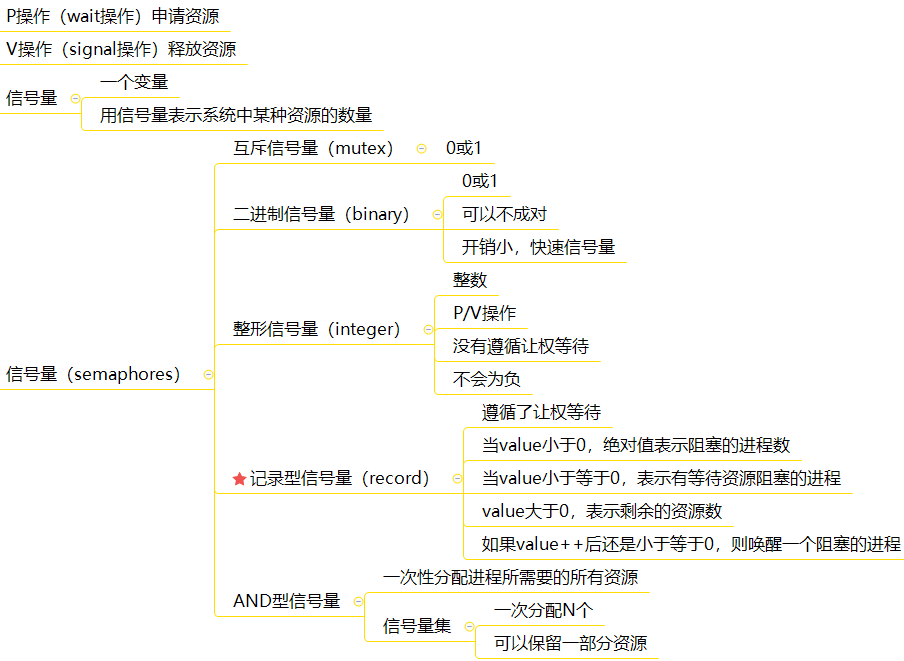 P操作（wait操作）申请资源
V操作（signal操作）释放资源
信号量
一个变量
用信号量表示系统中某种资源的数量
信号量（semaphores）
互斥信号量（mutex）
0或1
二进制信号量（binary）
0或1
可以不成对
开销小，快速信号量
整形信号量（integer）
整数
P/V操作
没有遵循让权等待
不会为负
记录型信号量（record）
遵循了让权等待
当value小于0，绝对值表示阻塞的进程数
当value小于等于0，表示有等待资源阻塞的进程
value大于0，表示剩余的资源数
如果value++后还是小于等于0，则唤醒一个阻塞的进程
AND型信号量
一次性分配进程所需要的所有资源
信号量集
一次分配N个
可以保留一部分资源